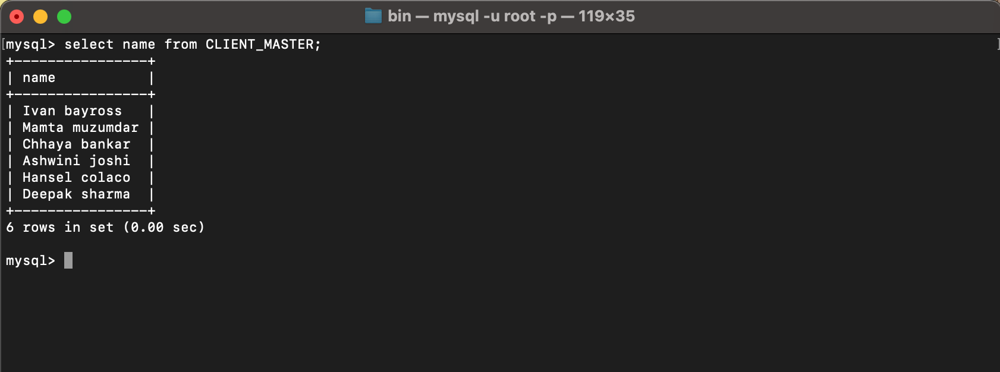 bin — mysql -u root -p — 119×35
[mysql> select name from CLIENT_MASTER; ]
+----------------+
| name           |
+----------------+
| Ivan bayross   |
| Mamta muzumdar |
| Chhaya bankar  |
| Ashwini joshi  |
| Hansel colaco  |
| Deepak sharma  |
+----------------+
6 rows in set (0.00 sec)
mysql>